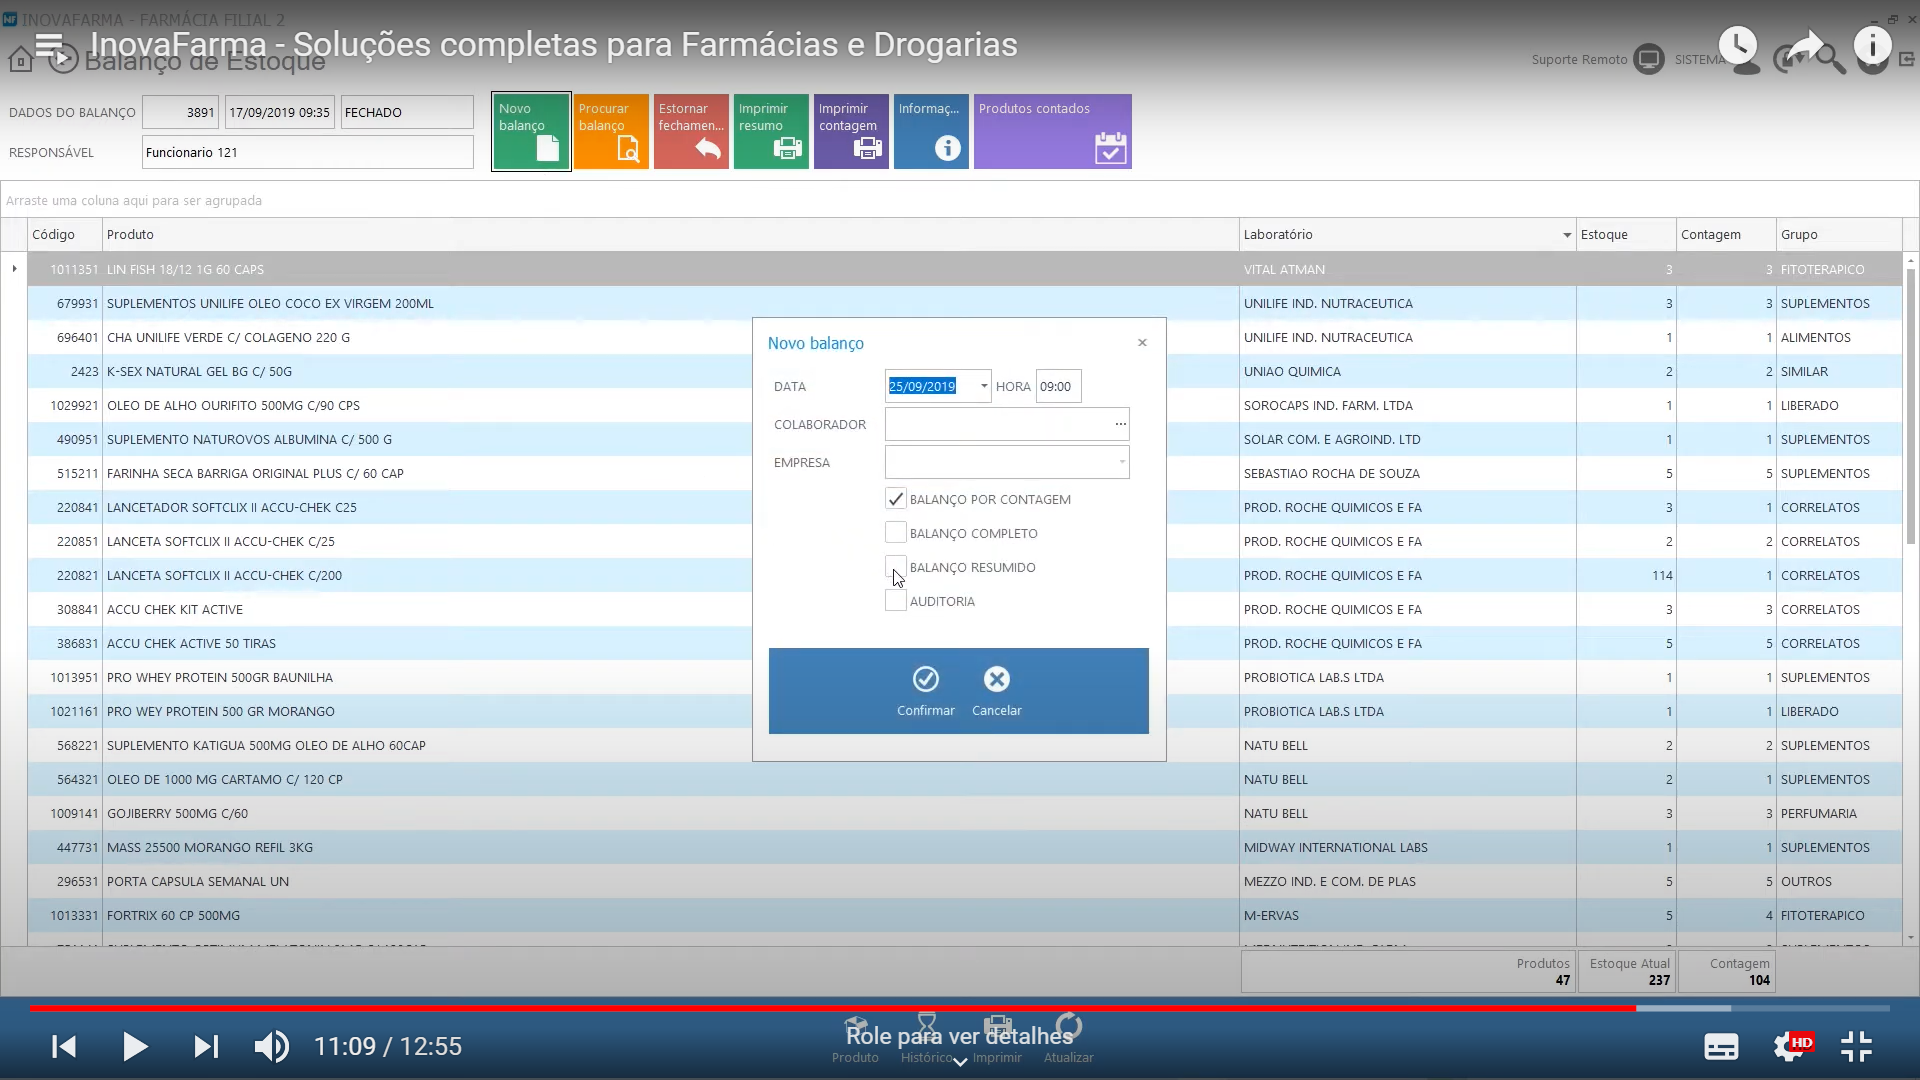 INOVAFARMA - FARMÁCIA FILIAL 2
InovaFarma - Soluções completas para Farmácias e Drogarias
Balanço de Estoque
Suporte Remoto
SISTEMA
DADOS DO BALANÇO 3891 17/09/2019 09:35 FECHADO
RESPONSÁVEL Funcionario 121
Novo balanço
Procurar balanço
Estornar fechamen...
Imprimir resumo
Imprimir contagem
Informaç...
Produtos contados
Arraste uma coluna aqui para ser agrupada
Código Produto Laboratório Estoque Contagem Grupo
1011351 LIN FISH 18/12 1G 60 CAPS VITAL ATMAN 3 3 FITOTERAPICO
679931 SUPLEMENTOS UNILIFE OLEO COCO EX VIRGEM 200ML UNILIFE IND. NUTRACEUTICA 3 3 SUPLEMENTOS
696401 CHA UNILIFE VERDE C/ COLAGENO 220 G UNILIFE IND. NUTRACEUTICA 1 1 ALIMENTOS
2423 K-SEX NATURAL GEL BG C/ 50G UNIAO QUIMICA 2 2 SIMILAR
1029921 OLEO DE ALHO OURIFITO 500MG C/90 CPS SOROCAPS IND. FARM. LTDA 1 1 LIBERADO
490951 SUPLEMENTO NATUROVOS ALBUMINA C/ 500 G SOLAR COM. E AGROIND. LTD 1 1 SUPLEMENTOS
515211 FARINHA SECA BARRIGA ORIGINAL PLUS C/ 60 CAP SEBASTIAO ROCHA DE SOUZA 5 5 SUPLEMENTOS
220841 LANCETADOR SOFTCLIX II ACCU-CHEK C25 PROD. ROCHE QUIMICOS E FA 3 1 CORRELATOS
220851 LANCETA SOFTCLIX II ACCU-CHEK C/25 PROD. ROCHE QUIMICOS E FA 2 2 CORRELATOS
220821 LANCETA SOFTCLIX II ACCU-CHEK C/200 PROD. ROCHE QUIMICOS E FA 114 1 CORRELATOS
308841 ACCU CHEK KIT ACTIVE PROD. ROCHE QUIMICOS E FA 3 3 CORRELATOS
386831 ACCU CHEK ACTIVE 50 TIRAS PROD. ROCHE QUIMICOS E FA 5 5 CORRELATOS
1013951 PRO WHEY PROTEIN 500GR BAUNILHA PROBIOTICA LAB.S LTDA 1 1 SUPLEMENTOS
1021161 PRO WEY PROTEIN 500 GR MORANGO PROBIOTICA LAB.S LTDA 1 1 LIBERADO
568221 SUPLEMENTO KATIGUA 500MG OLEO DE ALHO 60CAP NATU BELL 2 2 SUPLEMENTOS
564321 OLEO DE 1000 MG CARTAMO C/ 120 CP NATU BELL 2 1 SUPLEMENTOS
1009141 GOJIBERRY 500MG C/60 NATU BELL 3 3 PERFUMARIA
447731 MASS 25500 MORANGO REFIL 3KG MIDWAY INTERNATIONAL LABS 1 1 SUPLEMENTOS
296531 PORTA CAPSULA SEMANAL UN MEZZO IND. E COM. DE PLAS 5 5 OUTROS
1013331 FORTRIX 60 CP 500MG M-ERVAS 5 4 FITOTERAPICO
Novo balanço
DATA 25/09/2019 HORA 09:00
COLABORADOR ...
EMPRESA
BALANÇO POR CONTAGEM
BALANÇO COMPLETO
BALANÇO RESUMIDO
AUDITORIA
Confirmar Cancelar
Produtos Estoque Atual Contagem
47 237 104
11:09 / 12:55
Role para ver detalhes
Produto Histórico Imprimir Atualizar
HD